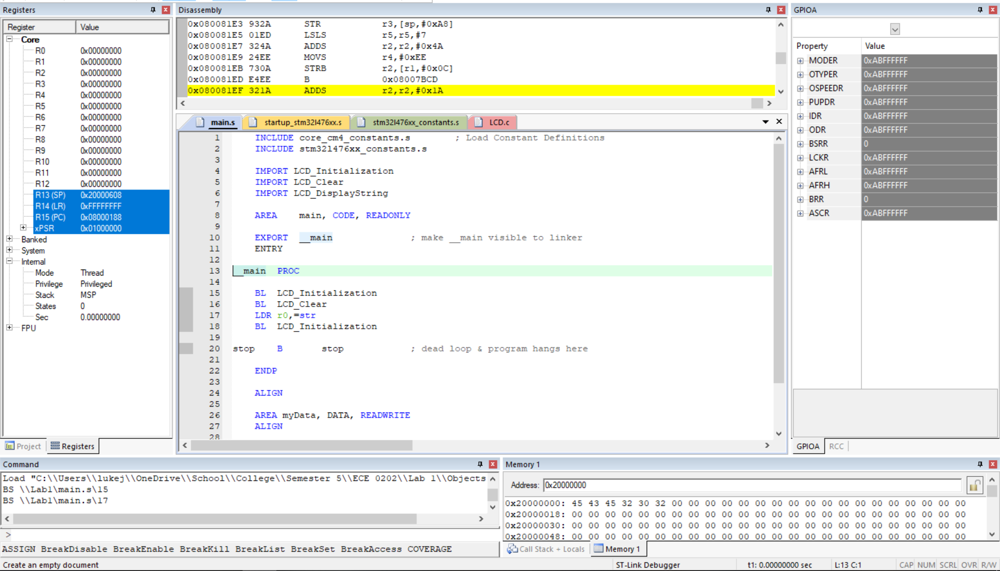 Registers
Register Value
Core
R0 0x00000000
R1 0x00000000
R2 0x00000000
R3 0x00000000
R4 0x00000000
R5 0x00000000
R6 0x00000000
R7 0x00000000
R8 0x00000000
R9 0x00000000
R10 0x00000000
R11 0x00000000
R12 0x00000000
R13 (SP) 0x20000608
R14 (LR) 0xFFFFFFFF
R15 (PC) 0x08000188
xPSR 0x01000000
Banked
System
Internal
Mode Thread
Privilege Privileged
Stack MSP
States 0
Sec 0.00000000
FPU
Project Registers
Disassembly
0x080081E3 932A STR r3,[sp,#0xA8]
0x080081E5 01ED LSLS r5,r5,#7
0x080081E7 324A ADDS r2,r2,#0x4A
0x080081E9 24EE MOVS r4,#0xEE
0x080081EB 730A STRB r2,[r1,#0x0C]
0x080081ED E4EE B 0x08007BCD
0x080081EF 321A ADDS r2,r2,#0x1A
main.s startup_stm32l476xx.s stm32l476xx_constants.s LCD.c
1 INCLUDE core_cm4_constants.s ; Load Constant Definitions
2 INCLUDE stm32l476xx_constants.s
3
4 IMPORT LCD_Initialization
5 IMPORT LCD_Clear
6 IMPORT LCD_DisplayString
7
8 AREA main, CODE, READONLY
9
10 EXPORT __main ; make __main visible to linker
11 ENTRY
12
13 __main PROC
14
15 BL LCD_Initialization
16 BL LCD_Clear
17 LDR r0,=str
18 BL LCD_Initialization
19
20 stop B stop ; dead loop & program hangs here
21
22 ENDP
23
24 ALIGN
25
26 AREA myData, DATA, READWRITE
27 ALIGN
28
GPIOA
Property Value
MODER 0xABFFFFFF
OTYPER 0xABFFFFFF
OSPEEDR 0xABFFFFFF
PUPDR 0xABFFFFFF
IDR 0xABFFFFFF
ODR 0xABFFFFFF
BSRR 0
LCKR 0xABFFFFFF
AFRL 0xABFFFFFF
AFRH 0xABFFFFFF
BRR 0
ASCR 0xABFFFFFF
GPIOA RCC
Command
Load "C:\\Users\\lukej\\OneDrive\\School\\College\\Semester 5\\ECE 0202\\Lab 1\\Objects
BS \\Lab1\main.s\15
BS \\Lab1\main.s\17
>
ASSIGN BreakDisable BreakEnable BreakKill BreakList BreakSet BreakAccess COVERAGE
Memory 1
Address: 0x20000000
0x20000000: 45 43 45 32 30 32 00 00 00 00 00 00 00 00 00 00 00 00 00 00 00 00 00 00
0x20000018: 00 00 00 00 00 00 00 00 00 00 00 00 00 00 00 00 00 00 00 00 00 00 00 00
0x20000030: 00 00 00 00 00 00 00 00 00 00 00 00 00 00 00 00 00 00 00 00 00 00 00 00
0x20000048: 00 00 00 00 00 00 00 00 00 00 00 00 00 00 00 00 00 00 00 00 00 00 00 00
Call Stack + Locals Memory 1
Create an empty document ST-Link Debugger t1: 0.00000000 sec L:13 C:1 CAP NUM SCRL OVR R/W